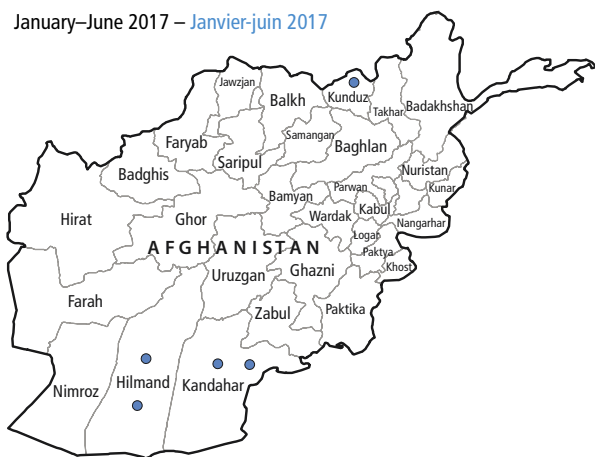 January–June 2017 – Janvier-juin 2017
Jawzjan
Balkh
Kunduz
Takhar
Badakhshan
Samangan
Faryab
Saripul
Baghlan
Badghis
Nuristan
Kunar
Parwan
Bamyan
Kabul
Hirat
Ghor
Wardak
Nangarhar
Logar
AFGHANISTAN
Paktya
Khost
Uruzgan
Ghazni
Farah
Zabul
Paktika
Nimroz
Hilmand
Kandahar